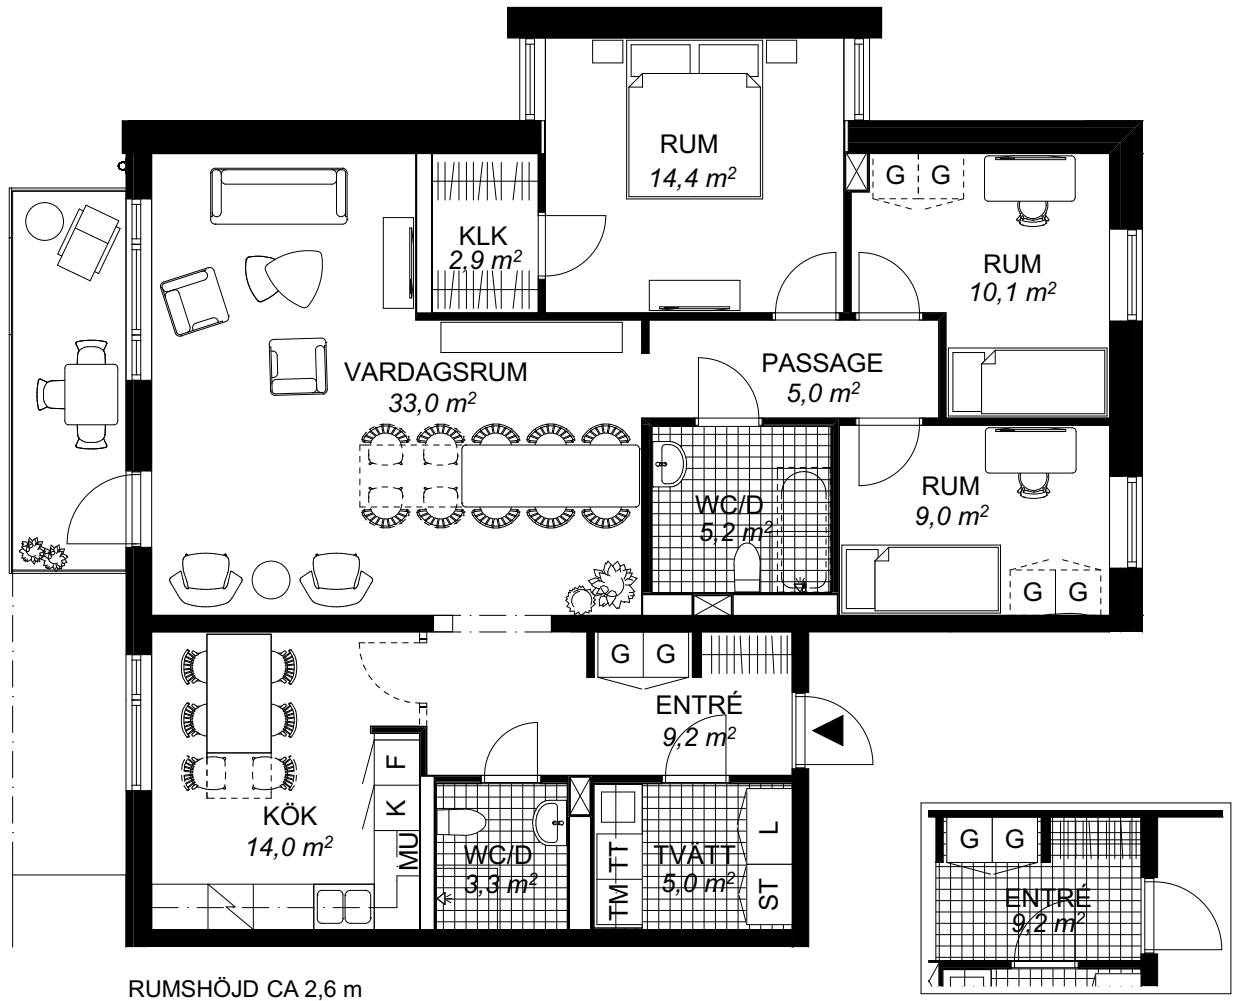 RUM
14,4 m²
G G
KLK
2,9 m²
RUM
10,1 m²
VARDAGSRUM
33,0 m²
PASSAGE
5,0 m²
WC/D
5,2 m²
RUM
9,0 m²
G G
G G
ENTRÉ
9,2 m²
F
K
MU
KÖK
14,0 m²
WC/D
3,3 m²
TT
TM
TVÄTT
5,0 m²
L
ST
G G
ENTRÉ
9,2 m²
RUMSHÖJD CA 2,6 m